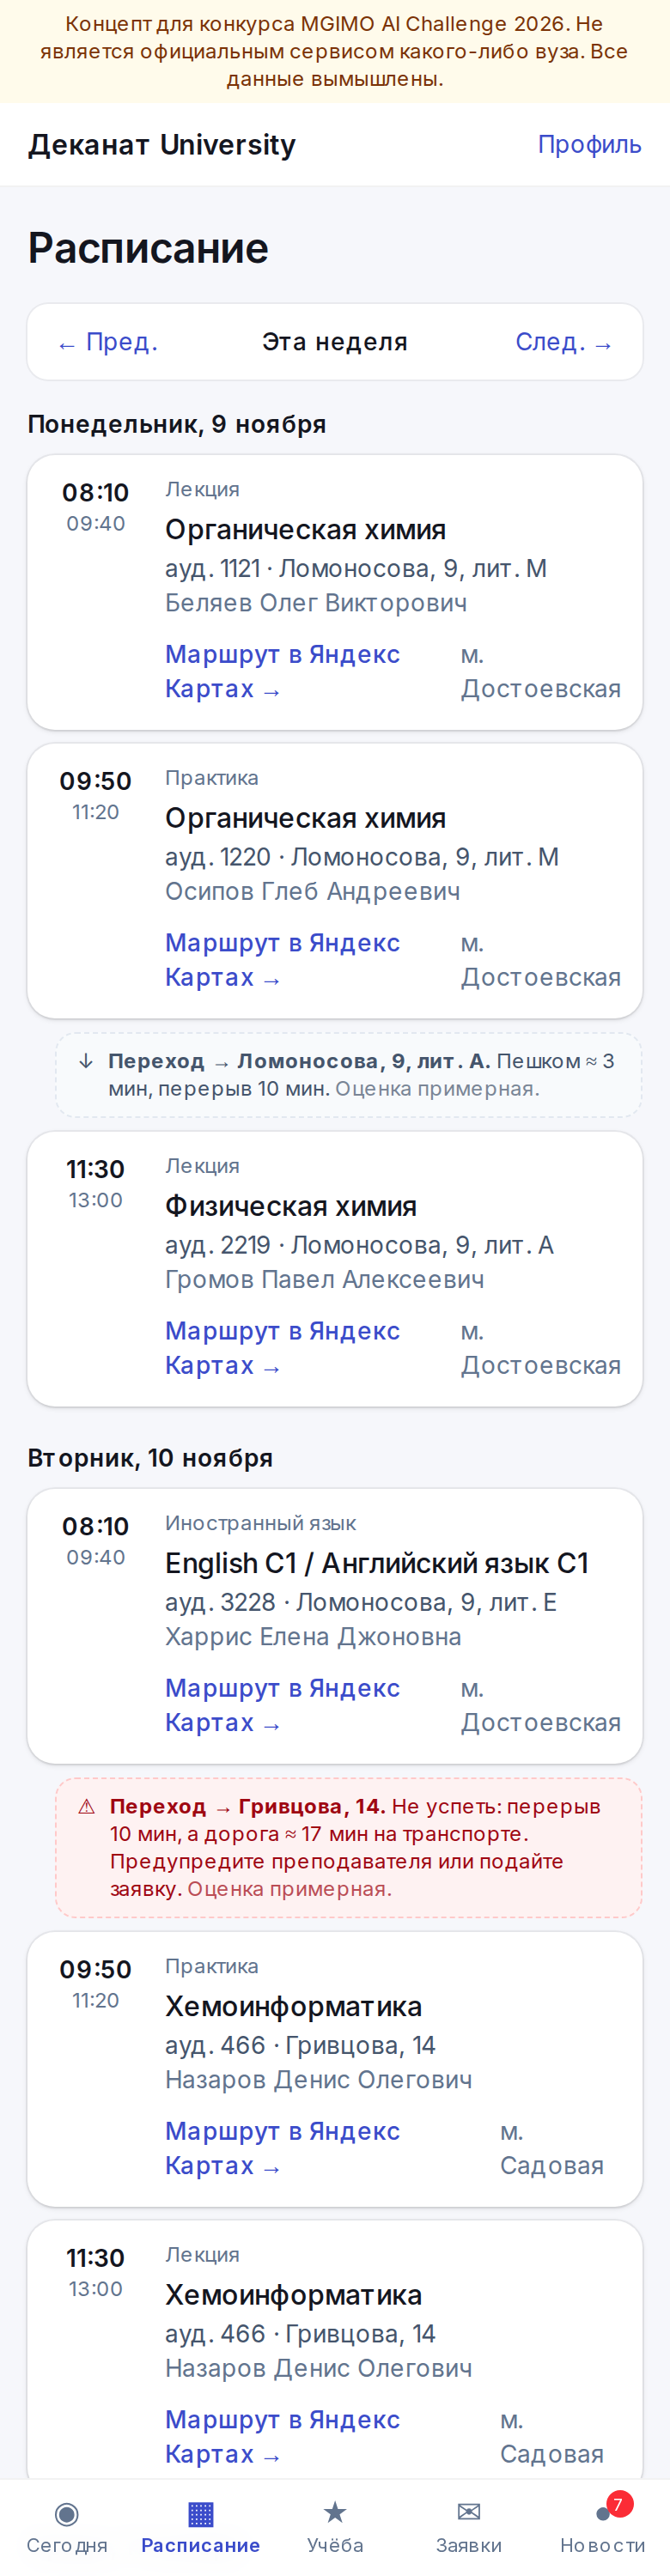 Концепт для конкурса MGIMO AI Challenge 2026. Не
является официальным сервисом какого-либо вуза. Все
данные вымышлены.
Деканат University
Профиль
Расписание
← Пред.
Эта неделя
След. →
Понедельник, 9 ноября
08:10
09:40
Лекция
Органическая химия
ауд. 1121 · Ломоносова, 9, лит. М
Беляев Олег Викторович
Маршрут в Яндекс
Картах →
м.
Достоевская
09:50
11:20
Практика
Органическая химия
ауд. 1220 · Ломоносова, 9, лит. М
Осипов Глеб Андреевич
Маршрут в Яндекс
Картах →
м.
Достоевская
↓ Переход → Ломоносова, 9, лит. А. Пешком ≈ 3
мин, перерыв 10 мин. Оценка примерная.
11:30
13:00
Лекция
Физическая химия
ауд. 2219 · Ломоносова, 9, лит. А
Громов Павел Алексеевич
Маршрут в Яндекс
Картах →
м.
Достоевская
Вторник, 10 ноября
08:10
09:40
Иностранный язык
English C1 / Английский язык C1
ауд. 3228 · Ломоносова, 9, лит. Е
Харрис Елена Джоновна
Маршрут в Яндекс
Картах →
м.
Достоевская
⚠ Переход → Гривцова, 14. Не успеть: перерыв
10 мин, а дорога ≈ 17 мин на транспорте.
Предупредите преподавателя или подайте
заявку. Оценка примерная.
09:50
11:20
Практика
Хемоинформатика
ауд. 466 · Гривцова, 14
Назаров Денис Олегович
Маршрут в Яндекс
Картах →
м.
Садовая
11:30
13:00
Лекция
Хемоинформатика
ауд. 466 · Гривцова, 14
Назаров Денис Олегович
Маршрут в Яндекс
Картах →
м.
Садовая
Сегодня
Расписание
Учёба
Заявки
7
Новости